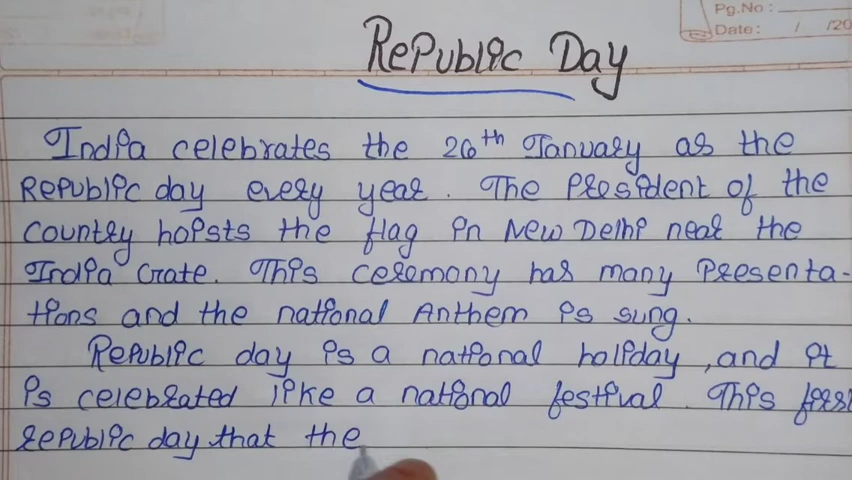 Pg.No :
Date: / /20
Republic Day
India celebrates the 26th January as the
Republic day every year. The President of the
Country hoists the flag in New Delhi near the
India Grate. This ceremony has many Presenta-
tions and the national Anthem is sung.
Republic day is a national holiday, and it
is celebrated like a national festival. This first
republic day that the